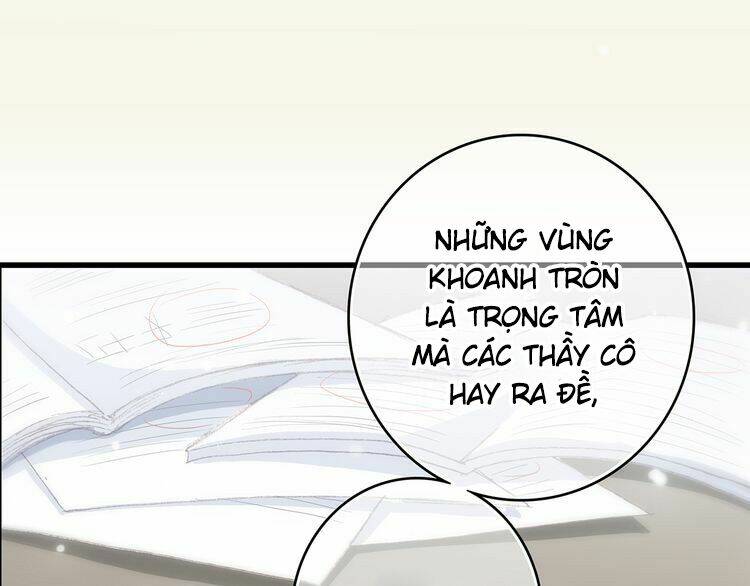 NHỮNG VÙNG
KHOANH TRÒN
LÀ TRỌNG TÂM
MÀ CÁC THẦY CÔ
HAY RA ĐỀ,